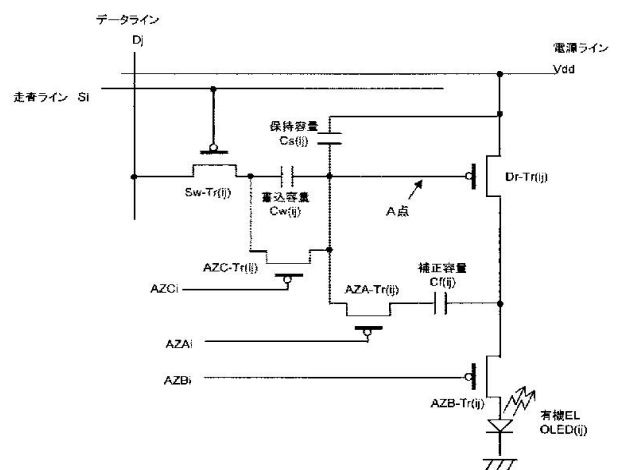 データライン
Dj
電源ライン
Vdd
走査ライン Si
保持容量
Cs(ij)
Sw-Tr(ij)
書込容量
Cw(ij)
Dr-Tr(ij)
A点
AZC-Tr(ij)
AZCi
AZA-Tr(ij)
補正容量
Cf(ij)
AZAi
AZBi
AZB-Tr(ij)
有機EL
OLED(ij)